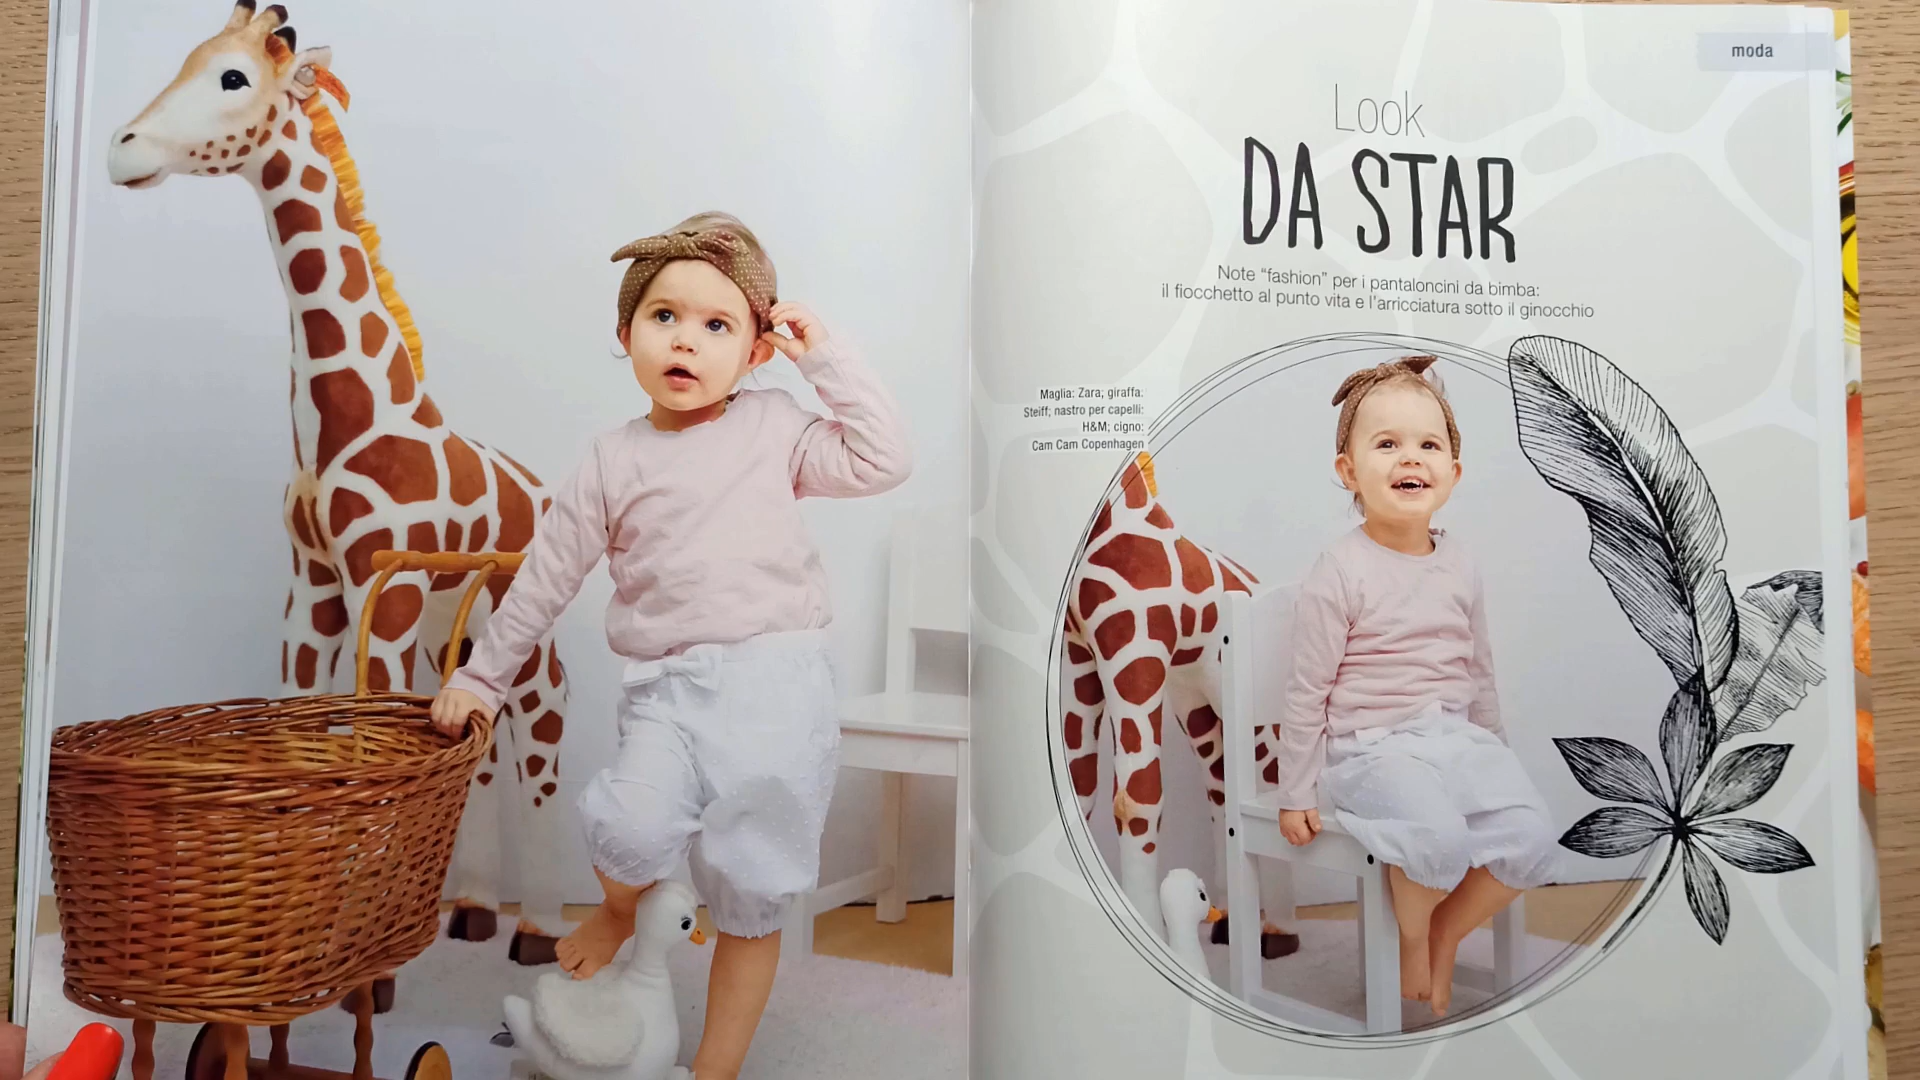 moda
Look
DA STAR
Note “fashion” per i pantaloncini da bimba:
il fiocchetto al punto vita e l'arricciatura sotto il ginocchio
Maglia: Zara; giraffa:
Steiff; nastro per capelli:
H&M; cigno:
Cam Cam Copenhagen